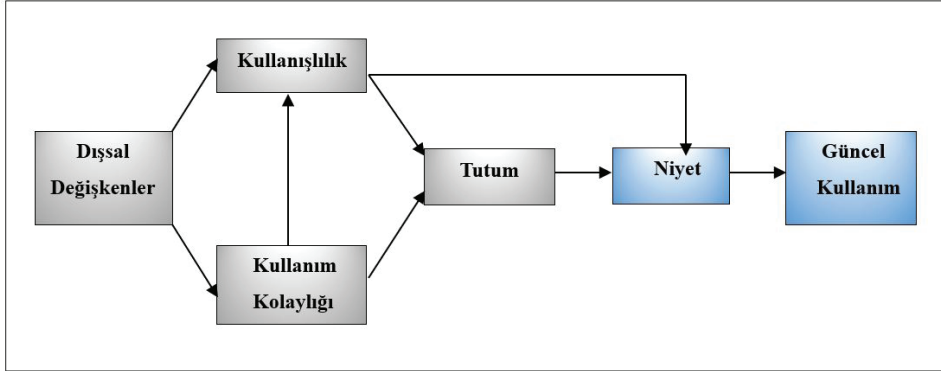 Kullanışlılık
Dışsal
Değişkenler
Tutum
Niyet
Güncel
Kullanım
Kullanım
Kolaylığı